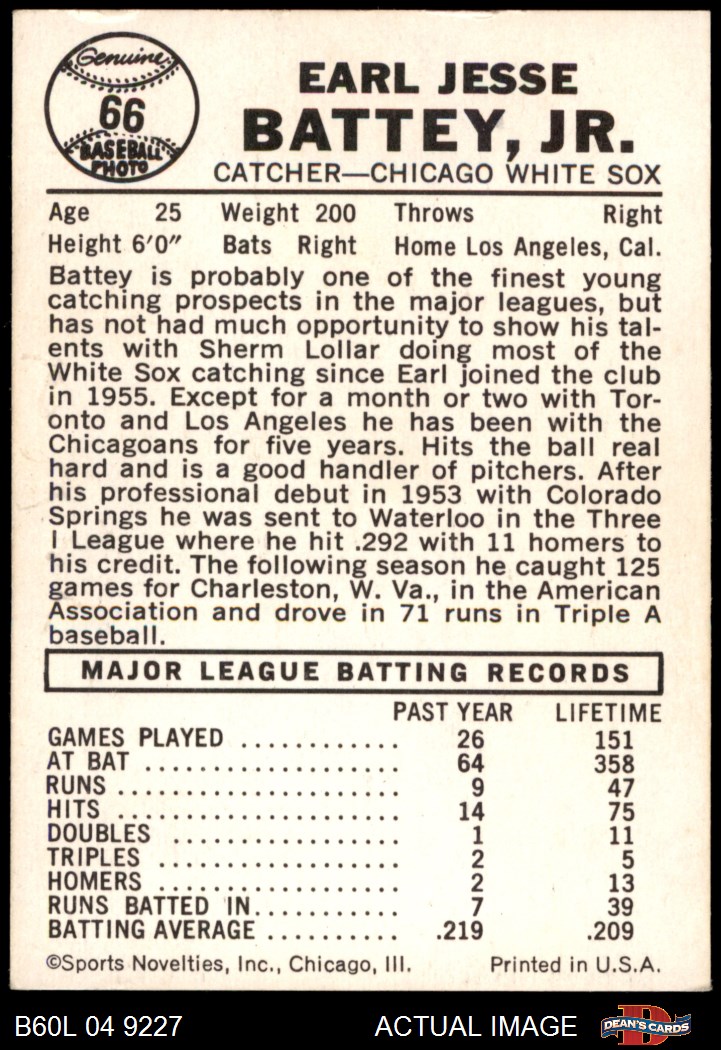 Genuine
66
BASEBALL
PHOTO
EARL JESSE
BATTEY, JR.
CATCHER—CHICAGO WHITE SOX
Age 25 Weight 200 Throws Right
Height 6′0″ Bats Right Home Los Angeles, Cal.
Battey is probably one of the finest young
catching prospects in the major leagues, but
has not had much opportunity to show his tal-
ents with Sherm Lollar doing most of the
White Sox catching since Earl joined the club
in 1955. Except for a month or two with Tor-
onto and Los Angeles he has been with the
Chicagoans for five years. Hits the ball real
hard and is a good handler of pitchers. After
his professional debut in 1953 with Colorado
Springs he was sent to Waterloo in the Three
I League where he hit .292 with 11 homers to
his credit. The following season he caught 125
games for Charleston, W. Va., in the American
Association and drove in 71 runs in Triple A
baseball.
MAJOR LEAGUE BATTING RECORDS
PAST YEAR LIFETIME
GAMES PLAYED ............ 26 151
AT BAT ................... 64 358
RUNS ..................... 9 47
HITS ..................... 14 75
DOUBLES ................. 1 11
TRIPLES .................. 2 5
HOMERS .................. 2 13
RUNS BATTED IN........... 7 39
BATTING AVERAGE .......... .219 .209
©Sports Novelties, Inc., Chicago, Ill. Printed in U.S.A.
B60L 04 9227 ACTUAL IMAGE D DEAN'S CARDS